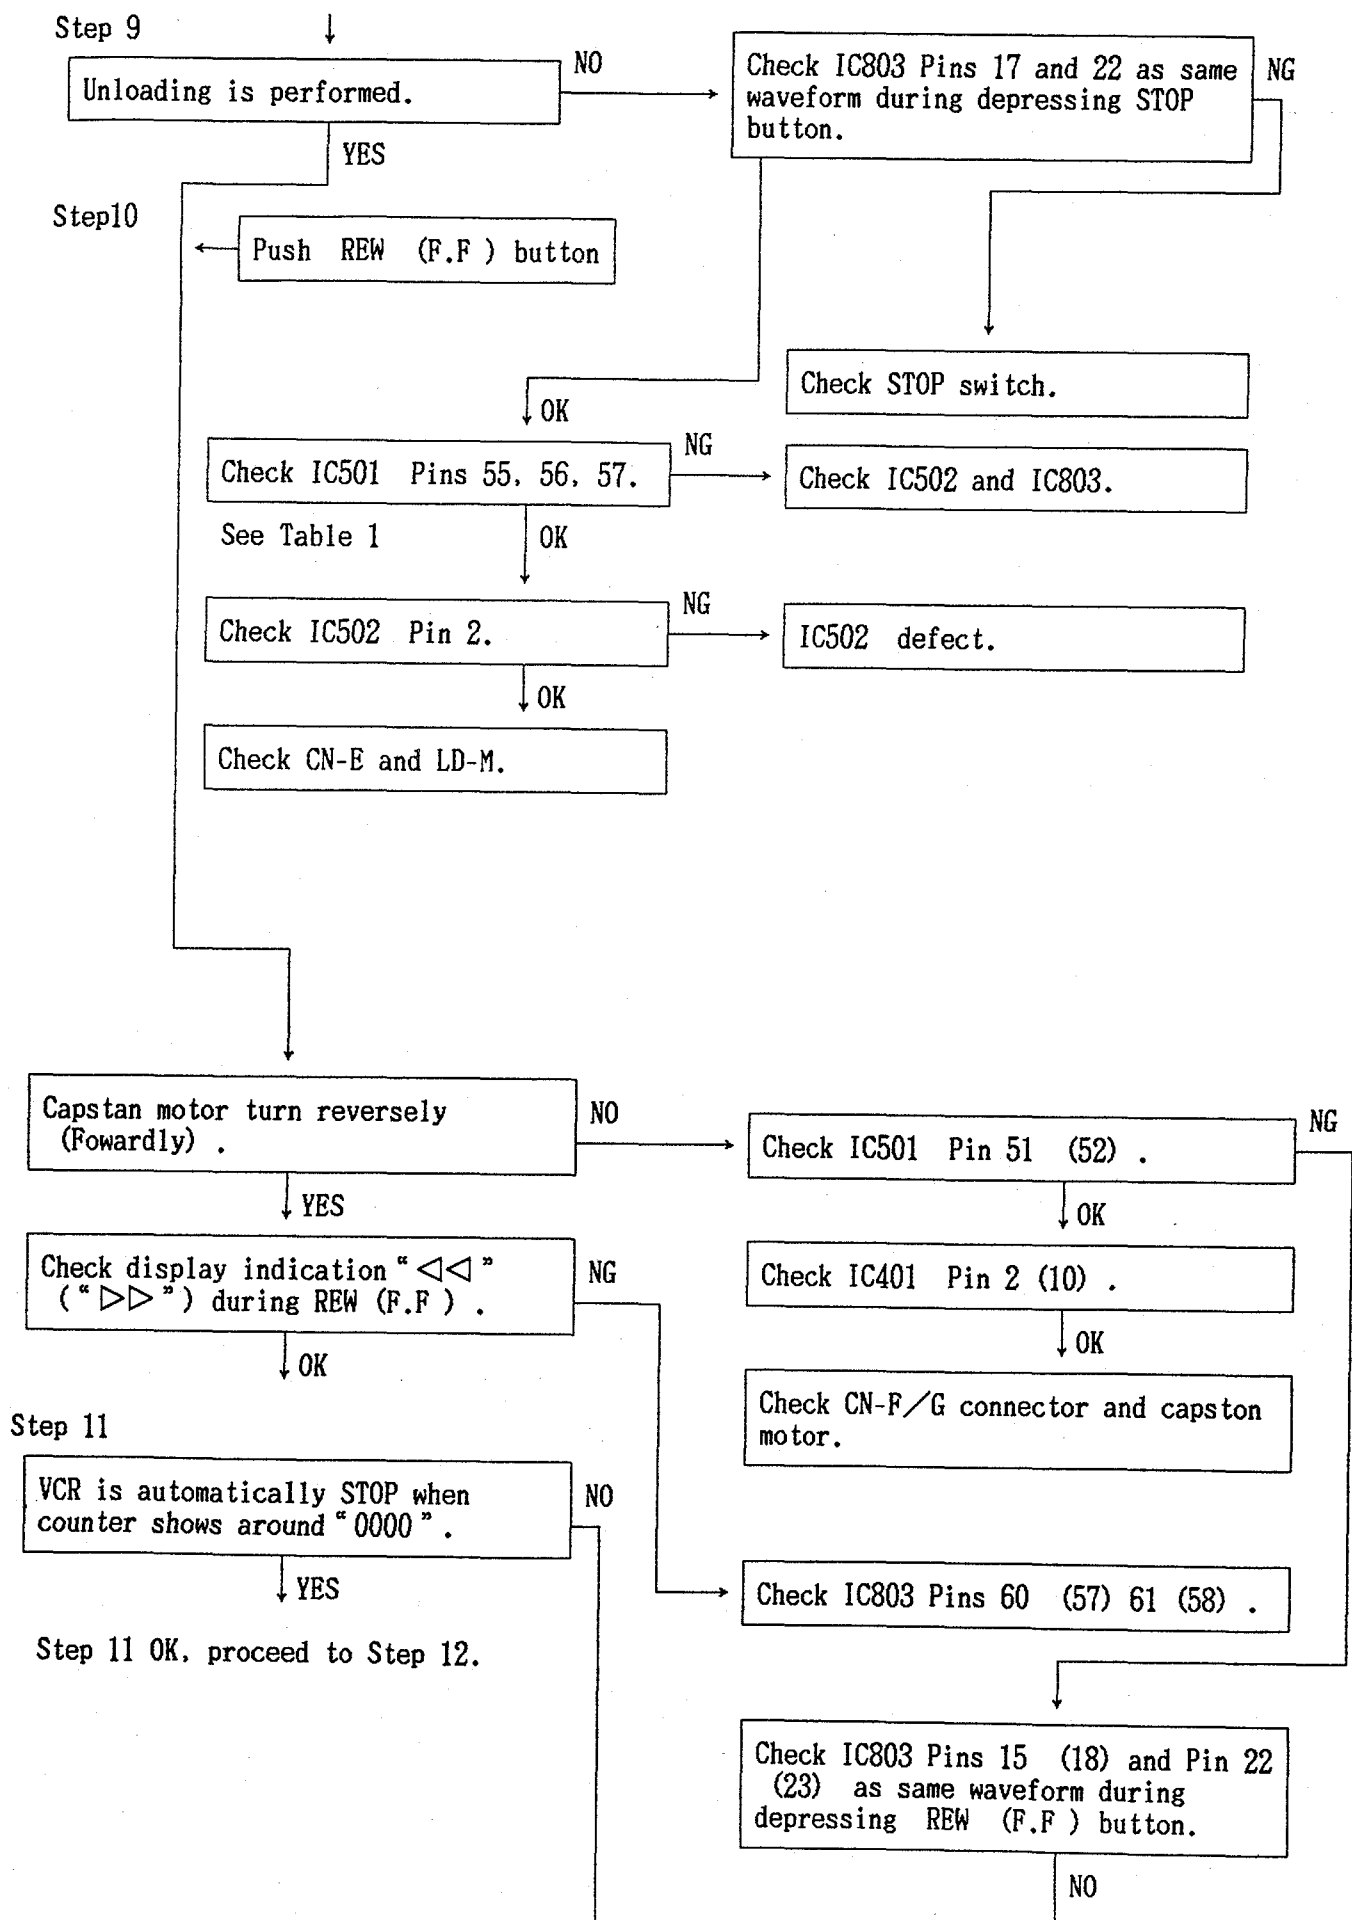 Step 9
Unloading is performed.
NO
Check IC803 Pins 17 and 22 as same
waveform during depressing STOP
button.
NG
YES
Step10
Push REW (F.F ) button
Check STOP switch.
OK
Check IC501 Pins 55, 56, 57.
NG
Check IC502 and IC803.
See Table 1
OK
Check IC502 Pin 2.
NG
IC502 defect.
OK
Check CN-E and LD-M.
Capstan motor turn reversely
(Fowardly) .
NO
Check IC501 Pin 51 (52) .
NG
YES
OK
Check display indication “ ◁◁ ”
( “ ▷▷ ” ) during REW (F.F ) .
NG
Check IC401 Pin 2 (10) .
OK
OK
Check CN-F/G connector and capston
motor.
Step 11
VCR is automatically STOP when
counter shows around “ 0000 ” .
NO
YES
Check IC803 Pins 60 (57) 61 (58) .
Step 11 OK, proceed to Step 12.
Check IC803 Pins 15 (18) and Pin 22
(23) as same waveform during
depressing REW (F.F ) button.
NO